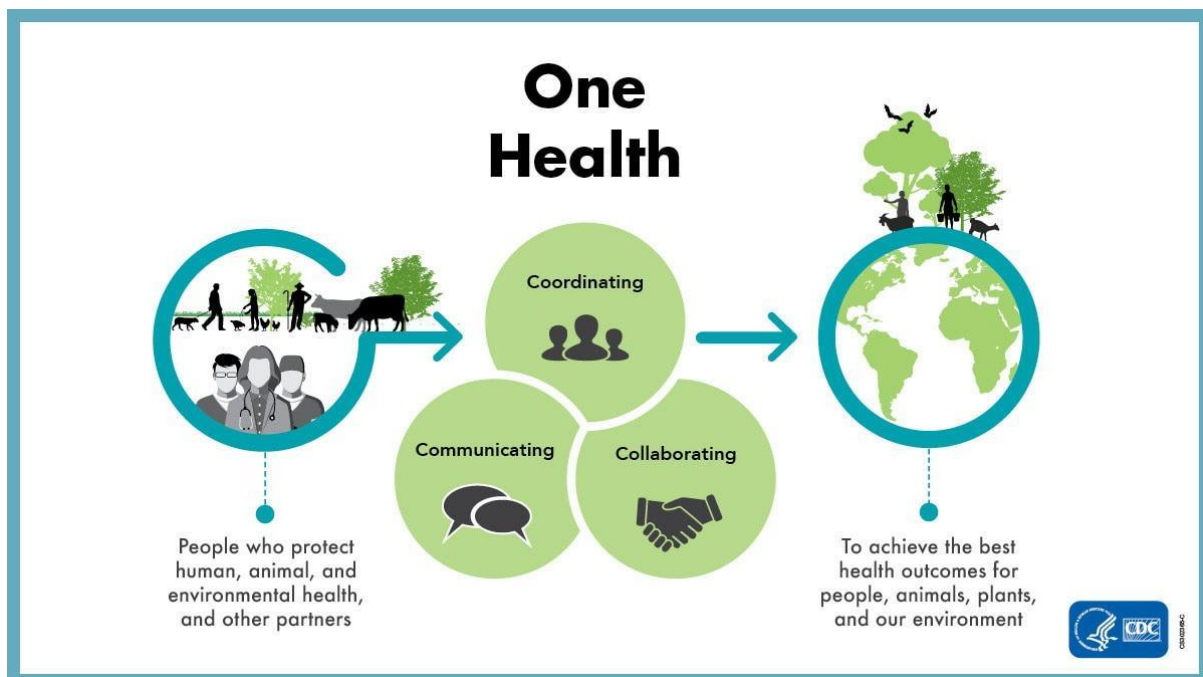 One
Health
Coordinating
Communicating
Collaborating
People who protect
human, animal, and
environmental health,
and other partners
To achieve the best
health outcomes for
people, animals, plants,
and our environment
CDC